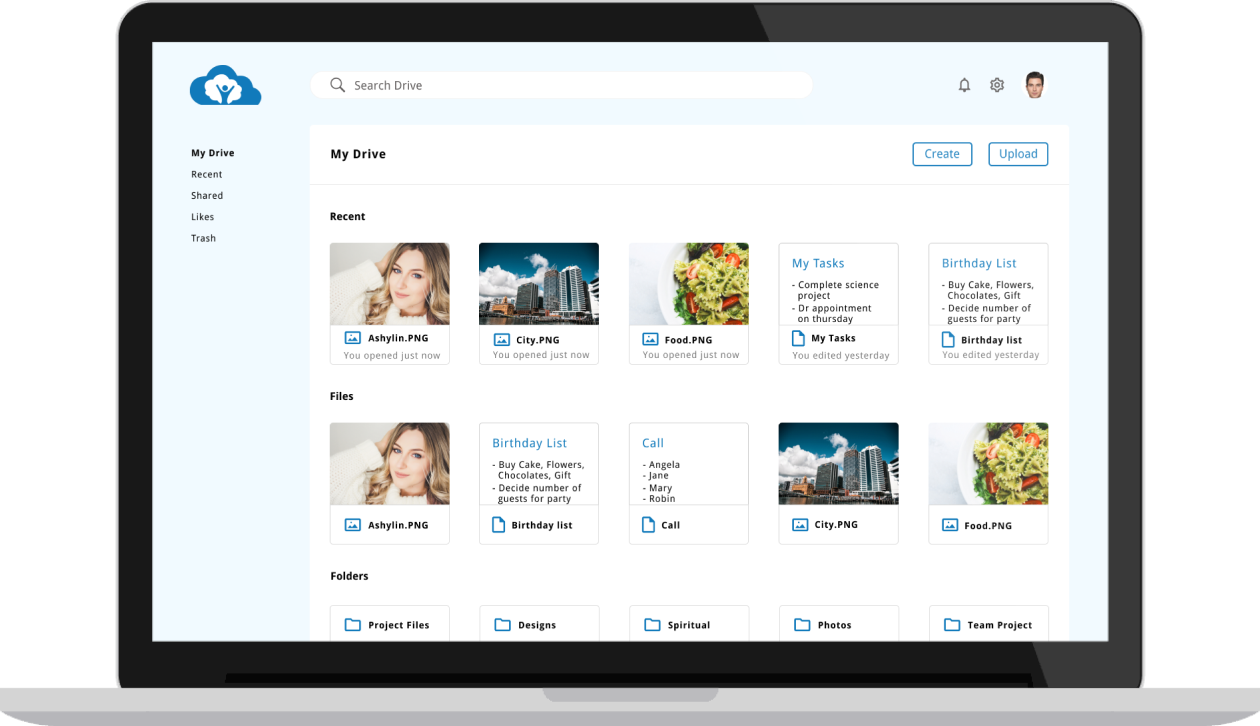 Search Drive
My Drive
Recent
Shared
Likes
Trash
My Drive
Create
Upload
Recent
Ashylin.PNG
You opened just now
City.PNG
You opened just now
Food.PNG
You opened just now
My Tasks
- Complete science
project
- Dr appointment
on thursday
My Tasks
You edited yesterday
Birthday List
- Buy Cake, Flowers,
Chocolates, Gift
- Decide number of
guests for party
Birthday list
You edited yesterday
Files
Ashylin.PNG
Birthday List
- Buy Cake, Flowers,
Chocolates, Gift
- Decide number of
guests for party
Birthday list
Call
- Angela
- Jane
- Mary
- Robin
Call
City.PNG
Food.PNG
Folders
Project Files
Designs
Spiritual
Photos
Team Project